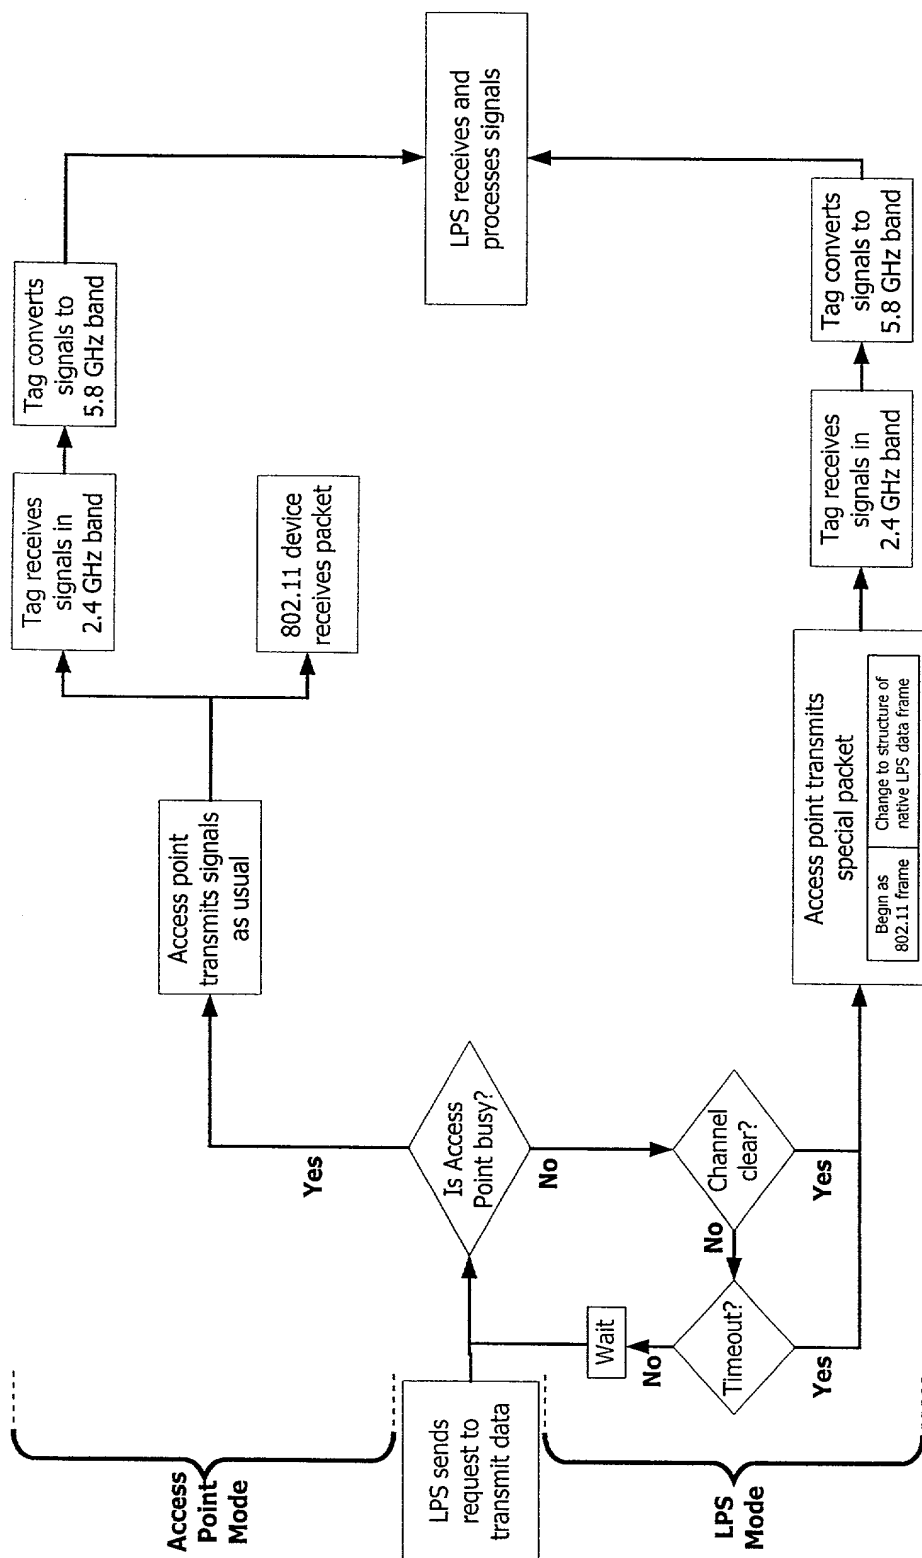 Access
Point
Mode
LPS sends
request to
transmit data
LPS
Mode
Is Access
Point busy?
Yes
No
Channel
clear?
Yes
No
Timeout?
Yes
No
Wait
Access point
transmits signals
as usual
Tag receives
signals in
2.4 GHz band
Tag converts
signals to
5.8 GHz band
802.11 device
receives packet
LPS receives and
processes signals
Access point transmits
special packet
Begin as
802.11 frame
Change to structure of
native LPS data frame
Tag receives
signals in
2.4 GHz band
Tag converts
signals to
5.8 GHz band